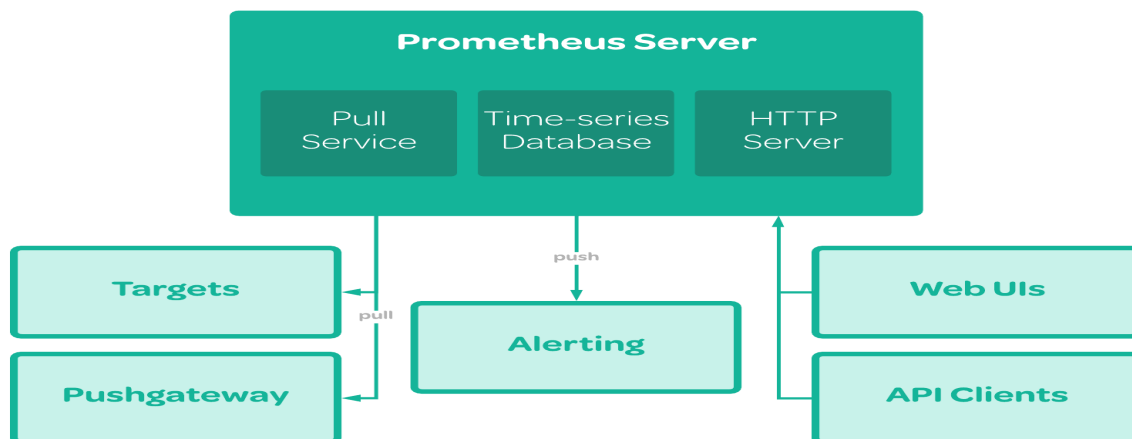 Prometheus Server
Pull
Service
Time-series
Database
HTTP
Server
push
Targets
Web UIs
pull
Alerting
Pushgateway
API Clients